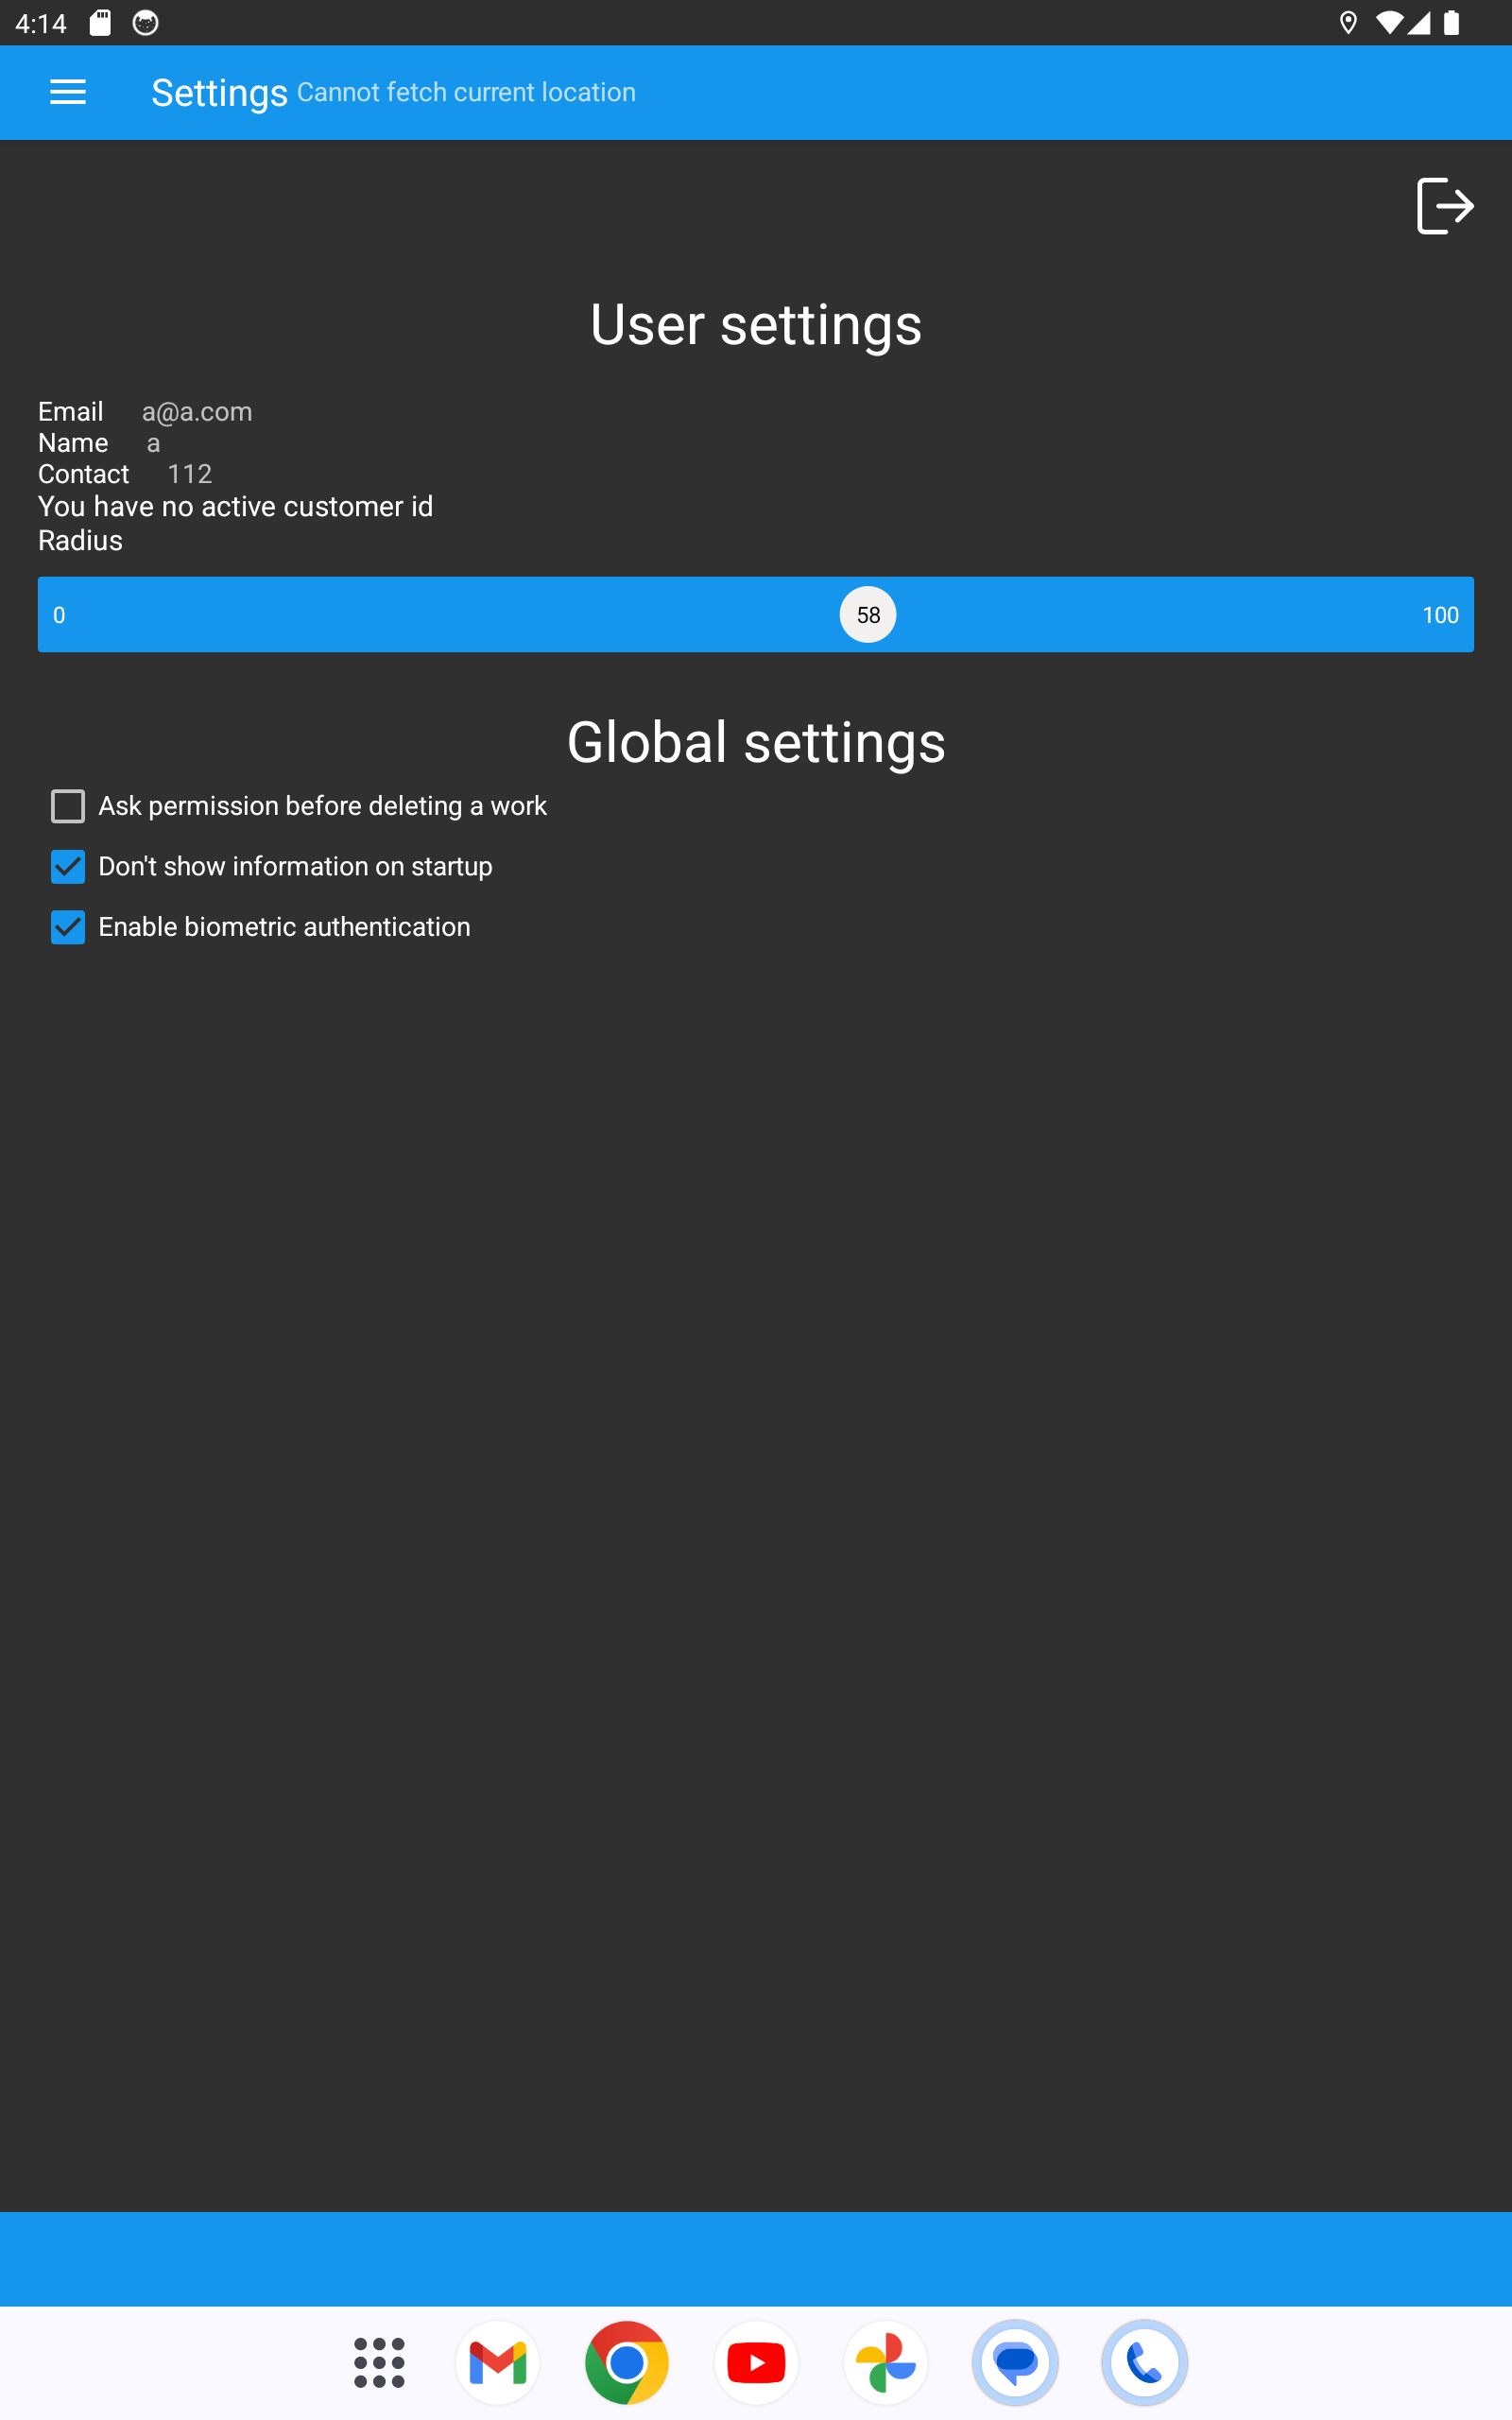 4:14
Settings Cannot fetch current location
User settings
Email a@a.com
Name a
Contact 112
You have no active customer id
Radius
0 58 100
Global settings
Ask permission before deleting a work
Don't show information on startup
Enable biometric authentication